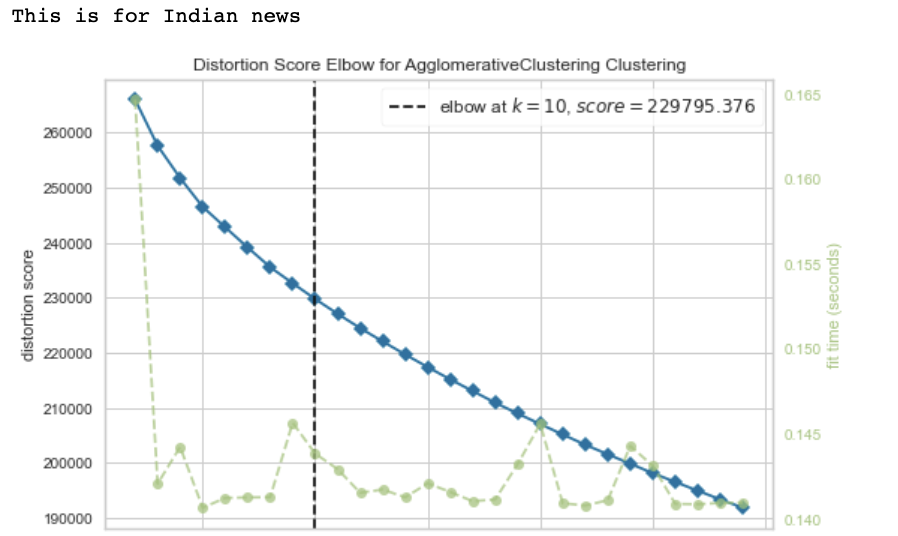 This is for Indian news
Distortion Score Elbow for AgglomerativeClustering Clustering
elbow at k = 10, score = 229795.376
distortion score
260000
250000
240000
230000
220000
210000
200000
190000
fit time (seconds)
0.165
0.160
0.155
0.150
0.145
0.140